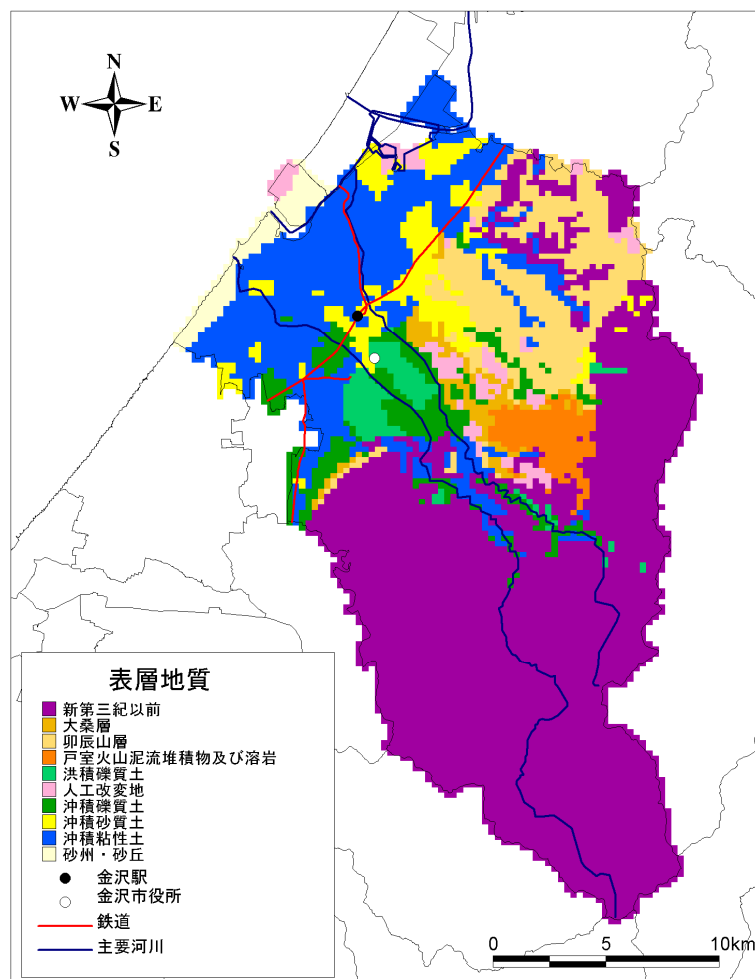 N
W E
S
表層地質
新第三紀以前
大桑層
卯辰山層
戸室火山泥流堆積物及び溶岩
洪積礫質土
人工改変地
沖積礫質土
沖積砂質土
沖積粘性土
砂州・砂丘
金沢駅
金沢市役所
鉄道
主要河川
0 5 10km